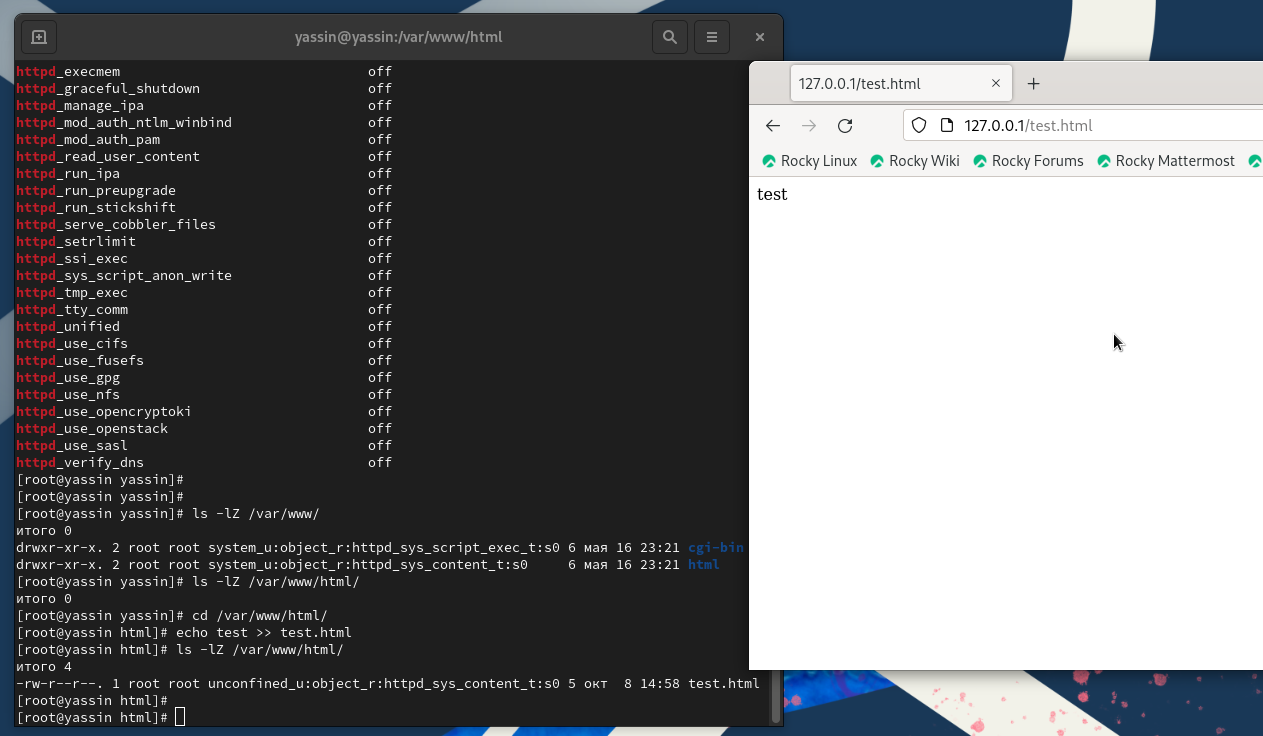 yassin@yassin:/var/www/html
httpd_execmem off
httpd_graceful_shutdown off
httpd_manage_ipa off
httpd_mod_auth_ntlm_winbind off
httpd_mod_auth_pam off
httpd_read_user_content off
httpd_run_ipa off
httpd_run_preupgrade off
httpd_run_stickshift off
httpd_serve_cobbler_files off
httpd_setrlimit off
httpd_ssi_exec off
httpd_sys_script_anon_write off
httpd_tmp_exec off
httpd_tty_comm off
httpd_unified off
httpd_use_cifs off
httpd_use_fusefs off
httpd_use_gpg off
httpd_use_nfs off
httpd_use_opencryptoki off
httpd_use_openstack off
httpd_use_sasl off
httpd_verify_dns off
[root@yassin yassin]#
[root@yassin yassin]#
[root@yassin yassin]# ls -lZ /var/www/
итого 0
drwxr-xr-x. 2 root root system_u:object_r:httpd_sys_script_exec_t:s0 6 мая 16 23:21 cgi-bin
drwxr-xr-x. 2 root root system_u:object_r:httpd_sys_content_t:s0 6 мая 16 23:21 html
[root@yassin yassin]# ls -lZ /var/www/html/
итого 0
[root@yassin yassin]# cd /var/www/html/
[root@yassin html]# echo test >> test.html
[root@yassin html]# ls -lZ /var/www/html/
итого 4
-rw-r--r--. 1 root root unconfined_u:object_r:httpd_sys_content_t:s0 5 окт 8 14:58 test.html
[root@yassin html]#
[root@yassin html]#
127.0.0.1/test.html
127.0.0.1/test.html
Rocky Linux Rocky Wiki Rocky Forums Rocky Mattermost
test